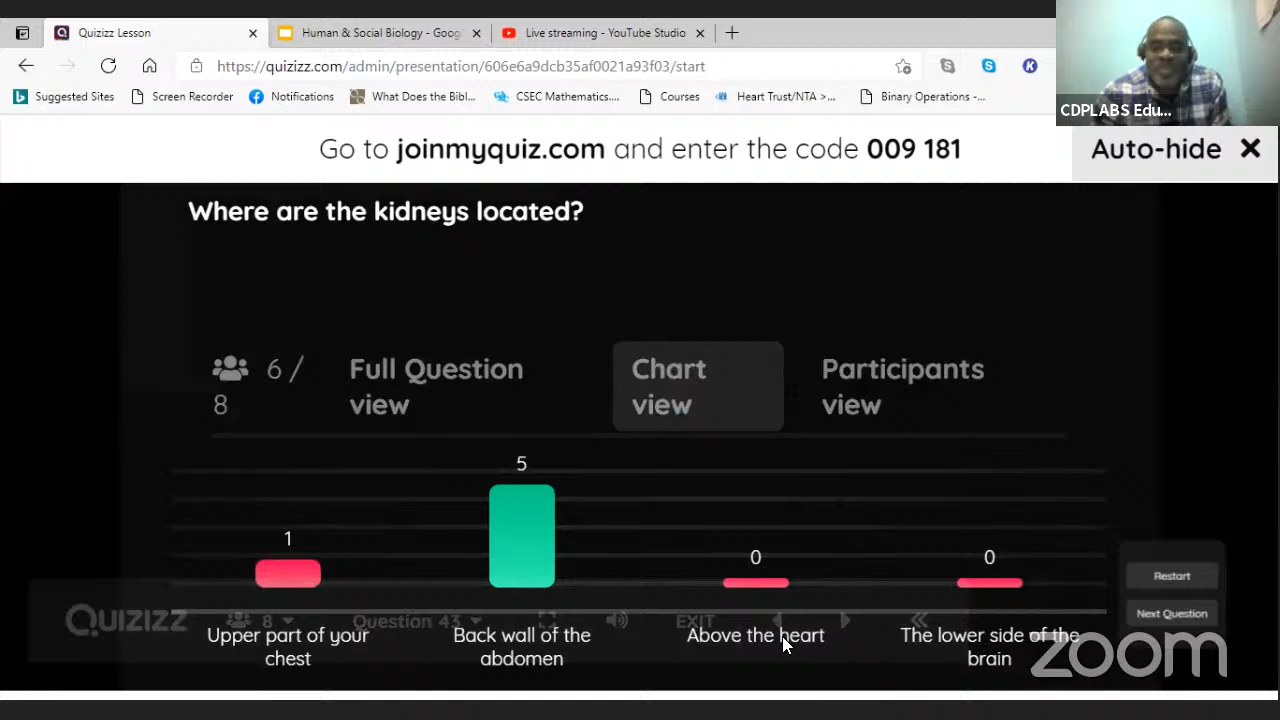 Quizizz Lesson
Human & Social Biology - Goog
Live streaming - YouTube Studio
https://quizizz.com/admin/presentation/606e6a9dcb35af0021a93f03/start
Suggested Sites
Screen Recorder
Notifications
What Does the Bibl...
CSEC Mathematics....
Courses
Heart Trust/NTA >...
Binary Operations -...
CDPLABS Edu...
Go to joinmyquiz.com and enter the code 009 181
Auto-hide
Where are the kidneys located?
6 / 8
Full Question view
Chart view
Participants view
1
5
0
0
Restart
Next Question
Quizizz
8
Question 43
EXIT
Upper part of your chest
Back wall of the abdomen
Above the heart
The lower side of the brain
zoom